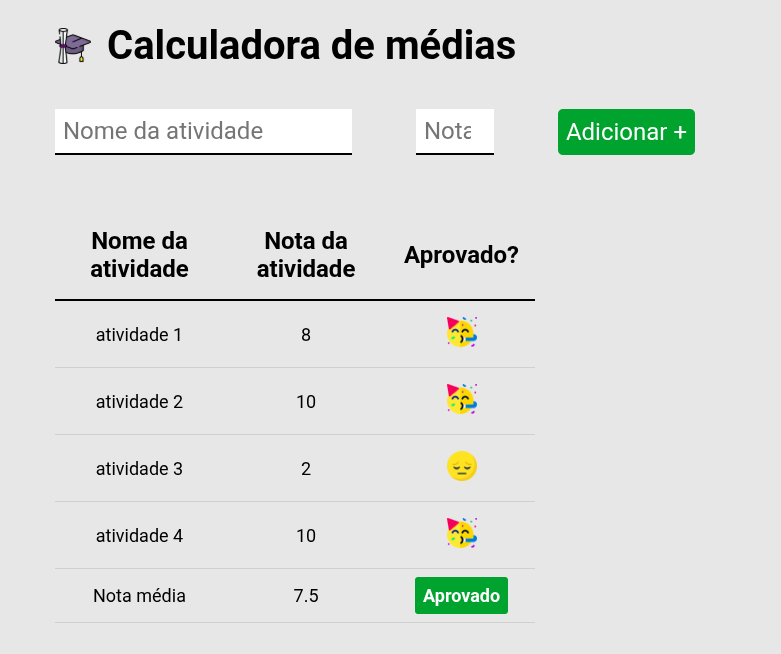 Calculadora de médias
Nome da atividade Nota Adicionar +
Nome da atividade Nota da atividade Aprovado?
atividade 1 8
atividade 2 10
atividade 3 2
atividade 4 10
Nota média 7.5 Aprovado